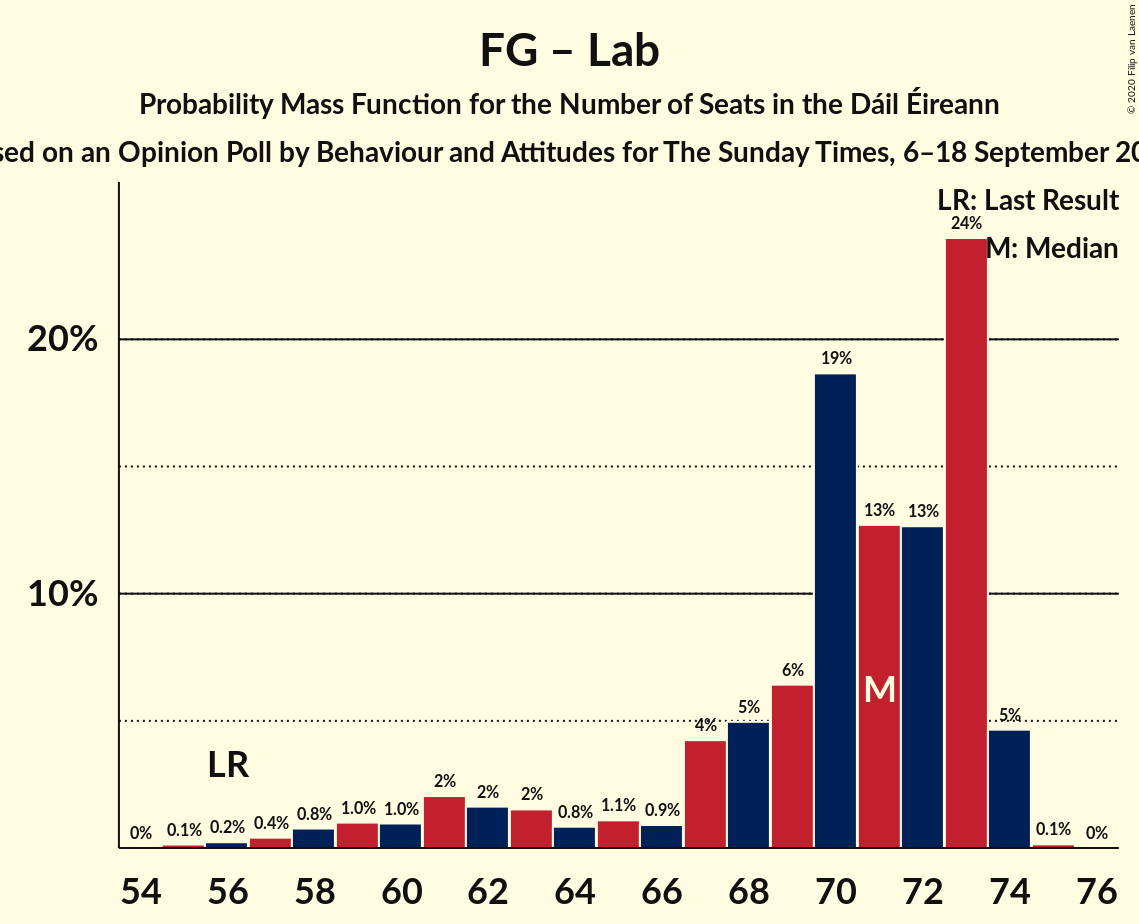 FG – Lab
Probability Mass Function for the Number of Seats in the Dáil Éireann
sed on an Opinion Poll by Behaviour and Attitudes for The Sunday Times, 6–18 September 20
© 2020 Filip van Laenen
LR: Last Result
M: Median
20%
10%
0% 0.1% 0.2% 0.4% 0.8% 1.0% 1.0% 2% 2% 2% 0.8% 1.1% 0.9% 4% 5% 6% 19% 13% 13% 24% 5% 0.1% 0%
LR
M
54 56 58 60 62 64 66 68 70 72 74 76